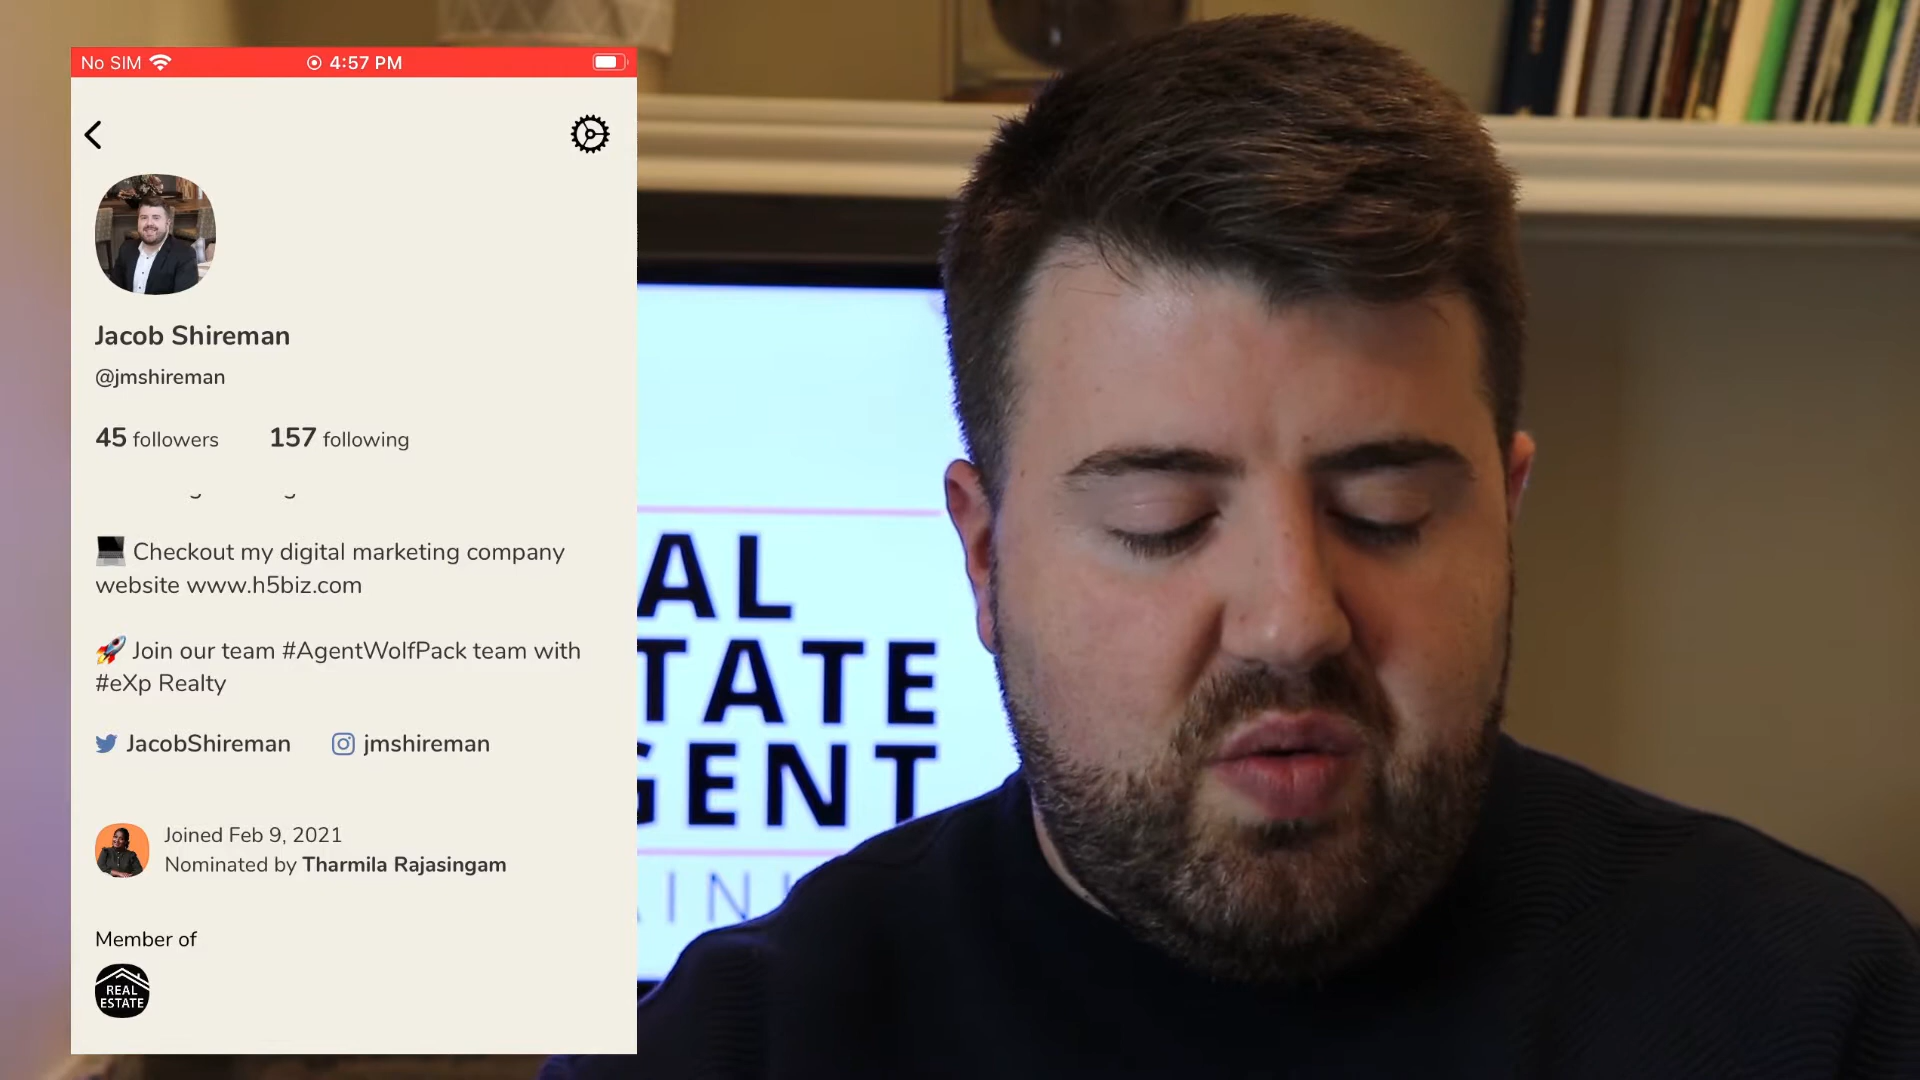 No SIM 4:57 PM
Jacob Shireman
@jmshireman
45 followers 157 following
Checkout my digital marketing company
website www.h5biz.com
Join our team #AgentWolfPack team with
#eXp Realty
JacobShireman jmshireman
Joined Feb 9, 2021
Nominated by Tharmila Rajasingam
Member of
REAL
ESTATE
AL
TATE
GENT
AIN